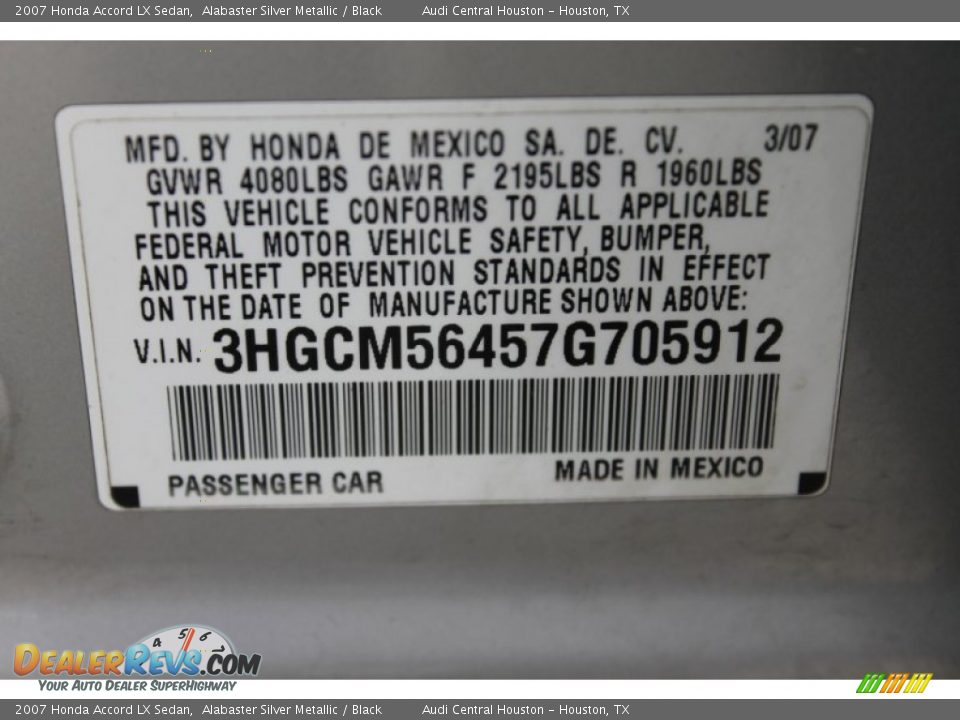 2007 Honda Accord LX Sedan, Alabaster Silver Metallic / Black Audi Central Houston - Houston, TX
MFD. BY HONDA DE MEXICO SA. DE. CV. 3/07
GVWR 4080LBS GAWR F 2195LBS R 1960LBS
THIS VEHICLE CONFORMS TO ALL APPLICABLE
FEDERAL MOTOR VEHICLE SAFETY, BUMPER,
AND THEFT PREVENTION STANDARDS IN EFFECT
ON THE DATE OF MANUFACTURE SHOWN ABOVE:
V.I.N. 3HGCM56457G705912
PASSENGER CAR MADE IN MEXICO
4 5 6 7
DEALERREVS.COM
YOUR AUTO DEALER SUPERHIGHWAY
2007 Honda Accord LX Sedan, Alabaster Silver Metallic / Black Audi Central Houston - Houston, TX